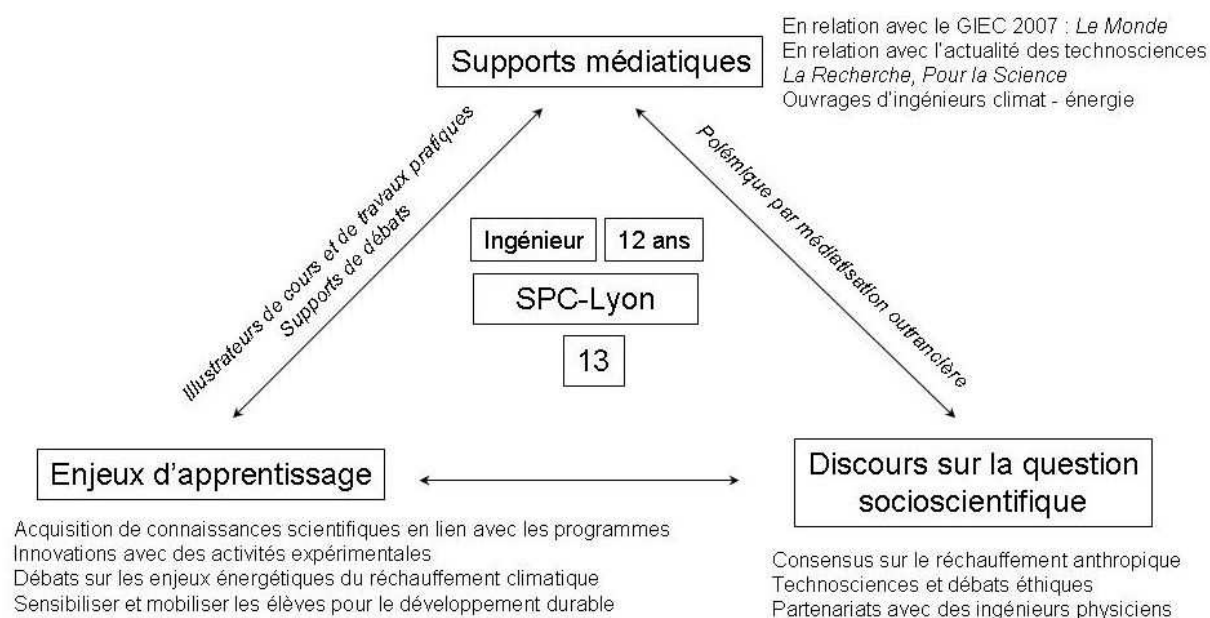 En relation avec le GIEC 2007 : Le Monde
En relation avec l'actualité des technosciences
La Recherche, Pour la Science
Ouvrages d'ingénieurs climat - énergie
Supports médiatiques
Illustrateurs de cours et de travaux pratiques
Supports de débats
Polémique par médiatisation outrancière
Ingénieur
12 ans
SPC-Lyon
13
Enjeux d'apprentissage
Acquisition de connaissances scientifiques en lien avec les programmes
Innovations avec des activités expérimentales
Débats sur les enjeux énergétiques du réchauffement climatique
Sensibiliser et mobiliser les élèves pour le développement durable
Discours sur la question
socioscientifique
Consensus sur le réchauffement anthropique
Technosciences et débats éthiques
Partenariats avec des ingénieurs physiciens